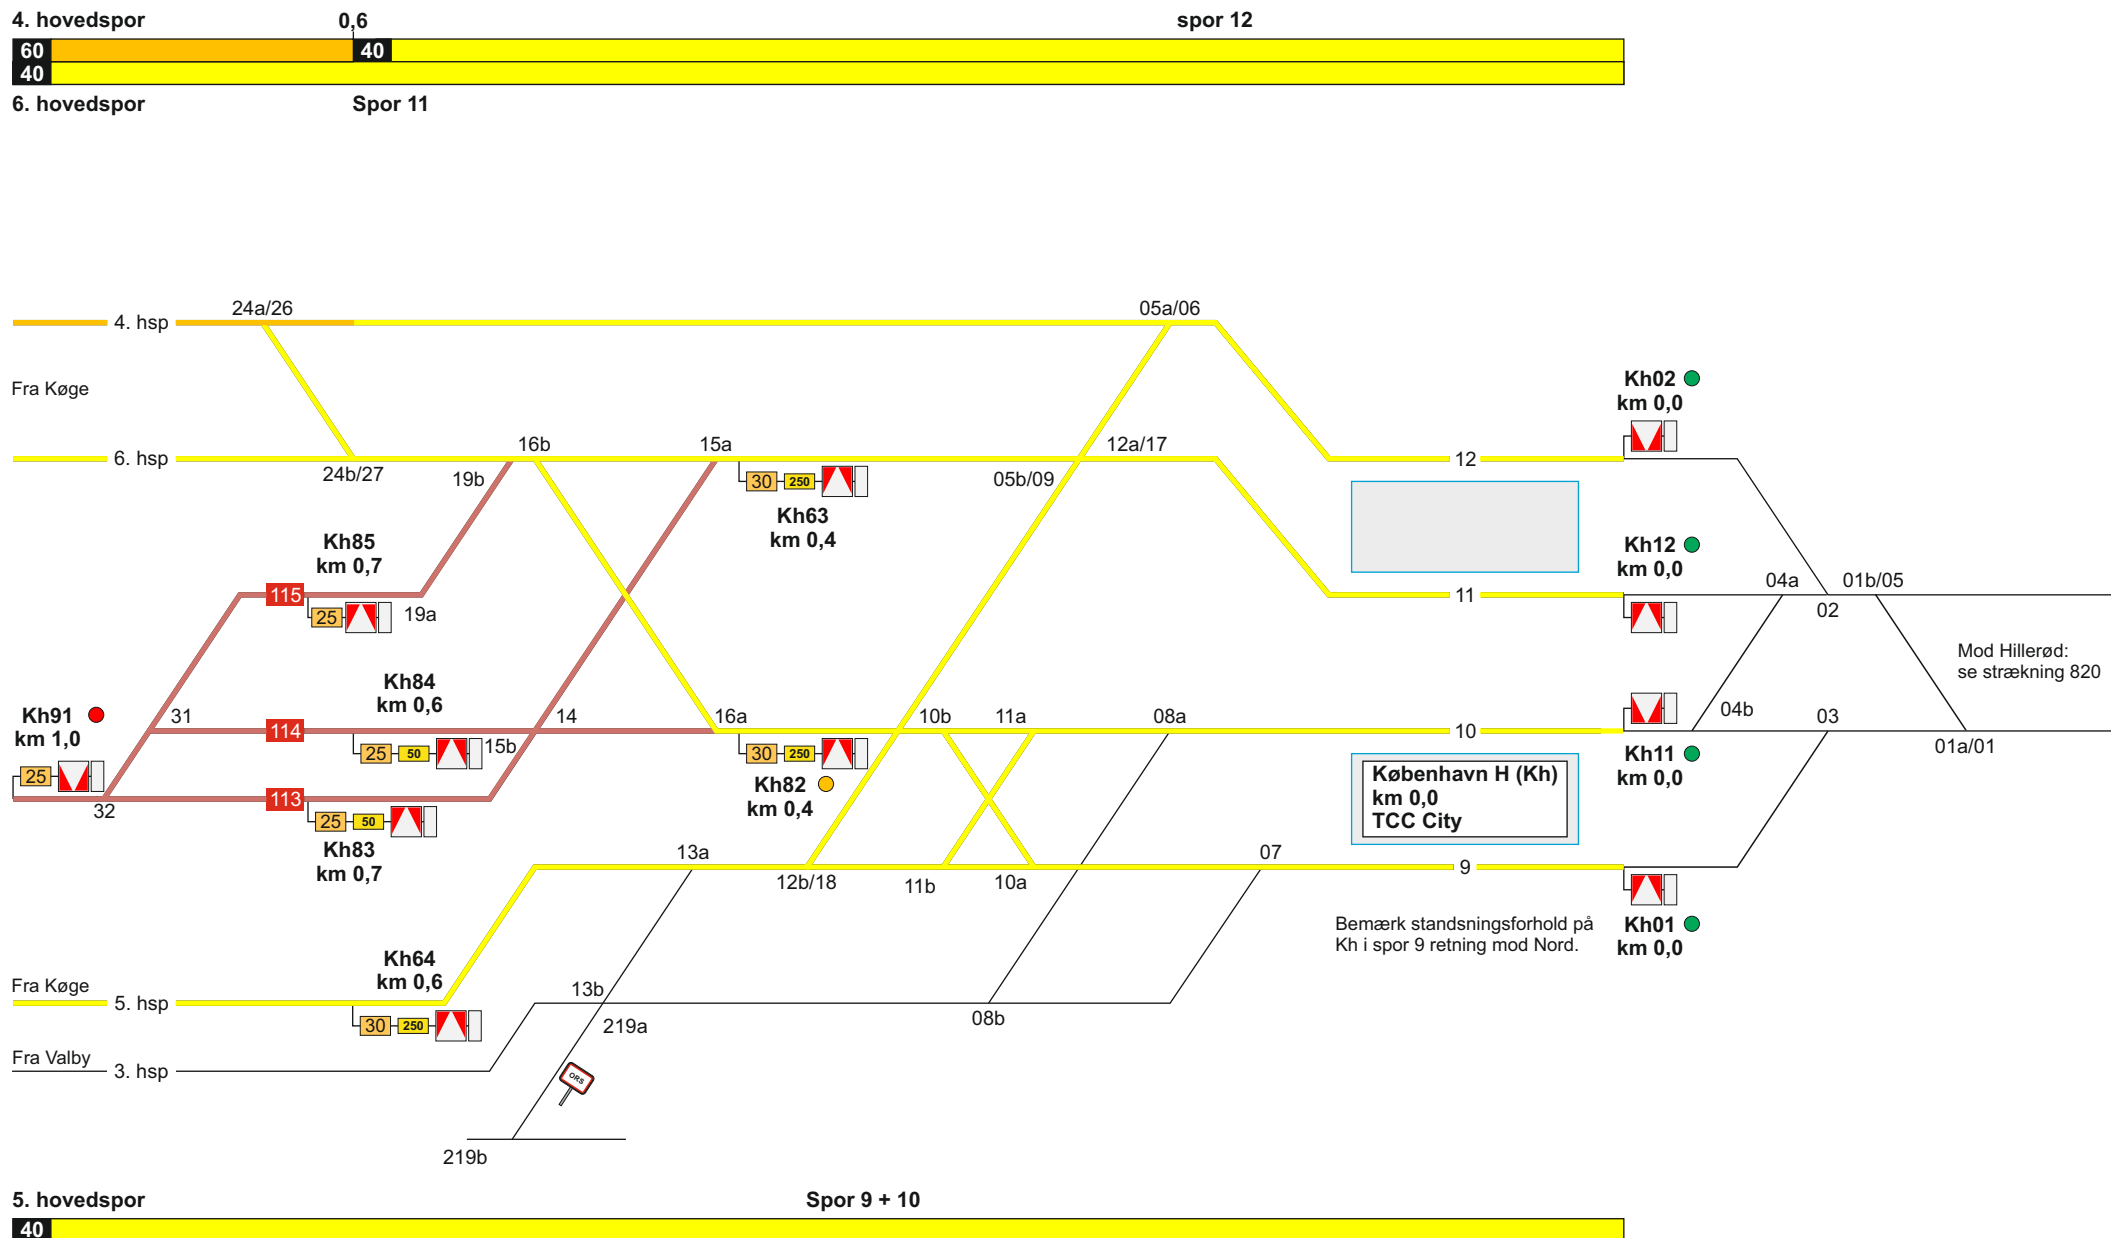 4. hovedspor 0,6 spor 12
60 40
40
6. hovedspor Spor 11
24a/26 05a/06
4. hsp
Fra Køge
Kh02
km 0,0
16b 15a 12a/17
6. hsp 12
24b/27 19b 30 250 05b/09
Kh63
km 0,4
Kh85
km 0,7
Kh12
km 0,0
04a 01b/05
115 11
25 19a 02
Mod Hillerød:
se strækning 820
Kh84
km 0,6
Kh91
km 1,0
31 14 16a 10b 11a 08a 04b 03
114 10
25 50 15b 30 250 01a/01
Kh11
km 0,0
25
Kh82
km 0,4
København H (Kh)
km 0,0
TCC City
113
32 25 50
Kh83
km 0,7
13a 07
9
12b/18 11b 10a
Bemærk standsningsforhold på
Kh i spor 9 retning mod Nord.
Kh01
km 0,0
Kh64
km 0,6
Fra Køge
5. hsp 13b
30 250 219a 08b
Fra Valby
3. hsp
ORS
219b
5. hovedspor Spor 9 + 10
40